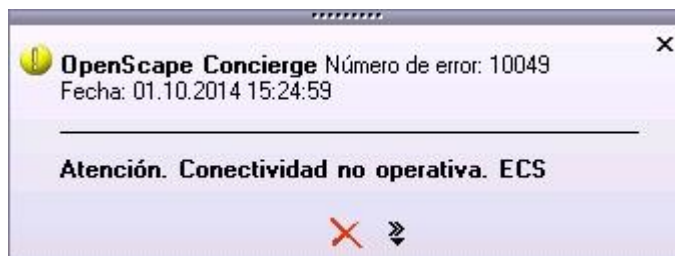 OpenScape Concierge Número de error: 10049
Fecha: 01.10.2014 15:24:59
Atención. Conectividad no operativa. ECS